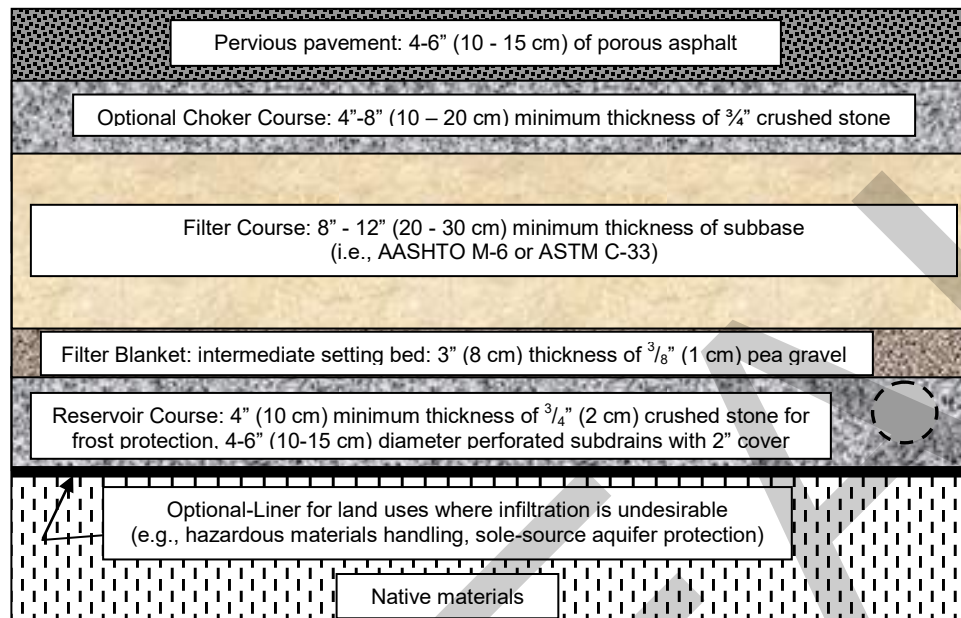 Pervious pavement: 4-6” (10 - 15 cm) of porous asphalt
Optional Choker Course: 4”-8” (10 – 20 cm) minimum thickness of ¾” crushed stone
Filter Course: 8” - 12” (20 - 30 cm) minimum thickness of subbase
(i.e., AASHTO M-6 or ASTM C-33)
Filter Blanket: intermediate setting bed: 3” (8 cm) thickness of 3/8” (1 cm) pea gravel
Reservoir Course: 4” (10 cm) minimum thickness of 3/4” (2 cm) crushed stone for
frost protection, 4-6” (10-15 cm) diameter perforated subdrains with 2” cover
Optional-Liner for land uses where infiltration is undesirable
(e.g., hazardous materials handling, sole-source aquifer protection)
Native materials